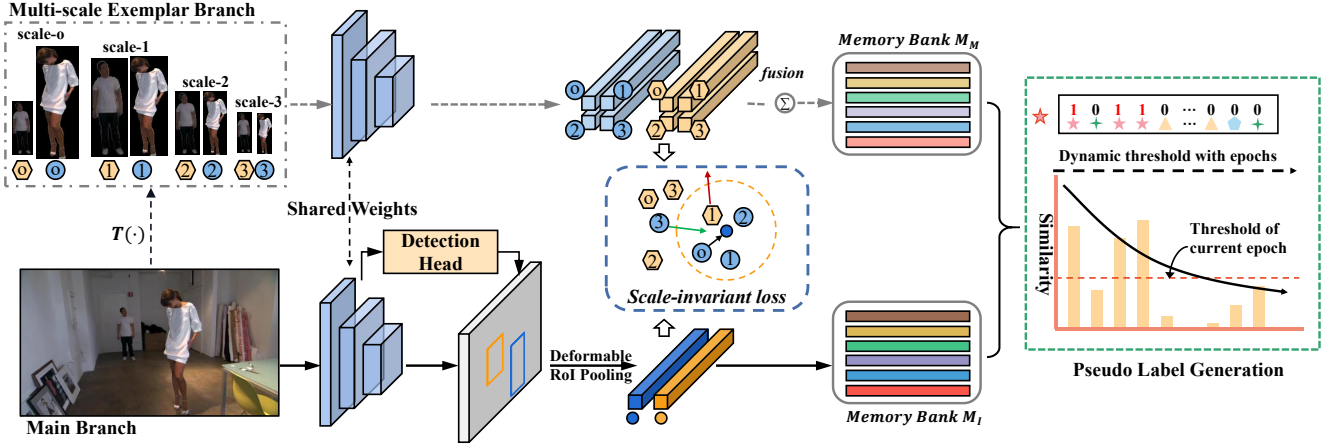 Multi-scale Exemplar Branch
scale-o
scale-1
scale-2
scale-3
o o 1 1 2 2 3 3
T(·)
Main Branch
Shared Weights
Detection
Head
Deformable
RoI Pooling
o 1 o 1
2 3 2 3
fusion
Σ
3
o
1
2
3
o
1
2
Scale-invariant loss
Memory Bank M_M
Memory Bank M_I
1 0 1 1 0 ... 0 0 0
Dynamic threshold with epochs
Similarity
Threshold of
current epoch
Pseudo Label Generation